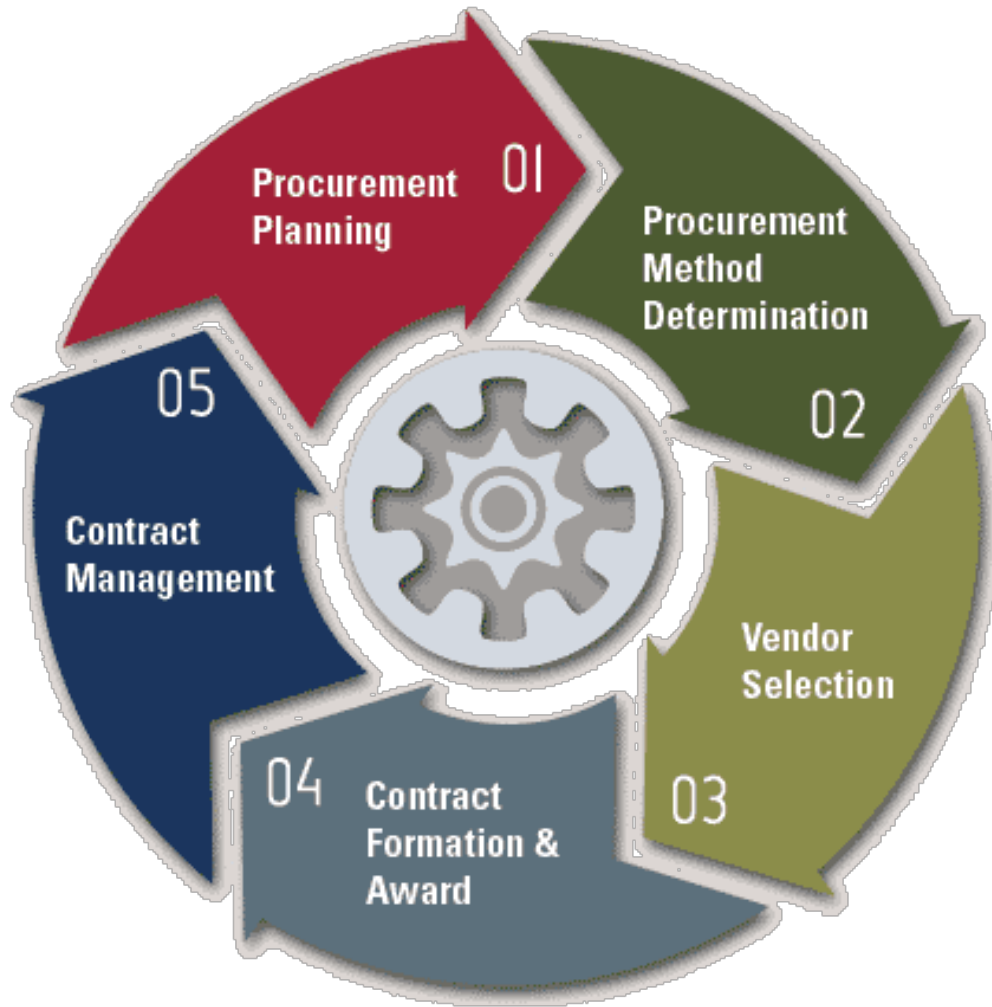 01
Procurement
Planning
Procurement
Method
Determination
02
Vendor
Selection
03
04
Contract
Formation &
Award
05
Contract
Management